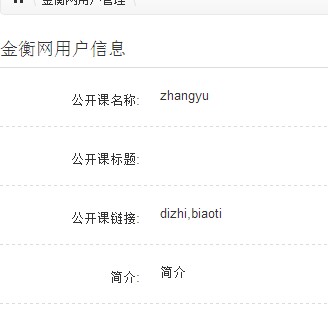 金衡网用户管理
金衡网用户信息
公开课名称: zhangyu
公开课标题:
公开课链接: dizhi,biaoti
简介: 简介